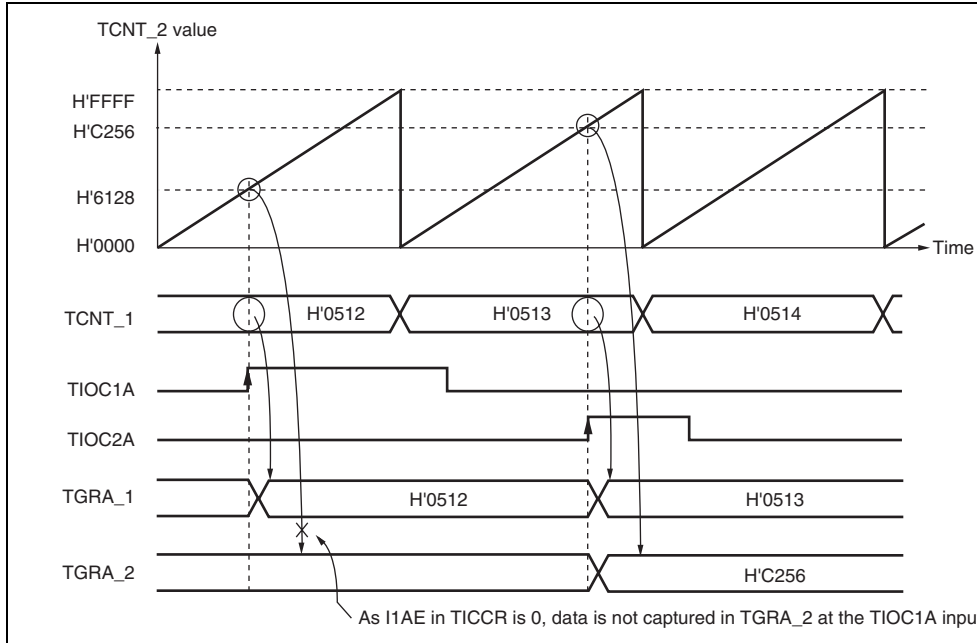 TCNT_2 value
H'FFFF
H'C256
H'6128
H'0000
Time
TCNT_1
H'0512
H'0513
H'0514
TIOC1A
TIOC2A
TGRA_1
H'0512
H'0513
TGRA_2
H'C256
As I1AE in TICCR is 0, data is not captured in TGRA_2 at the TIOC1A inpu